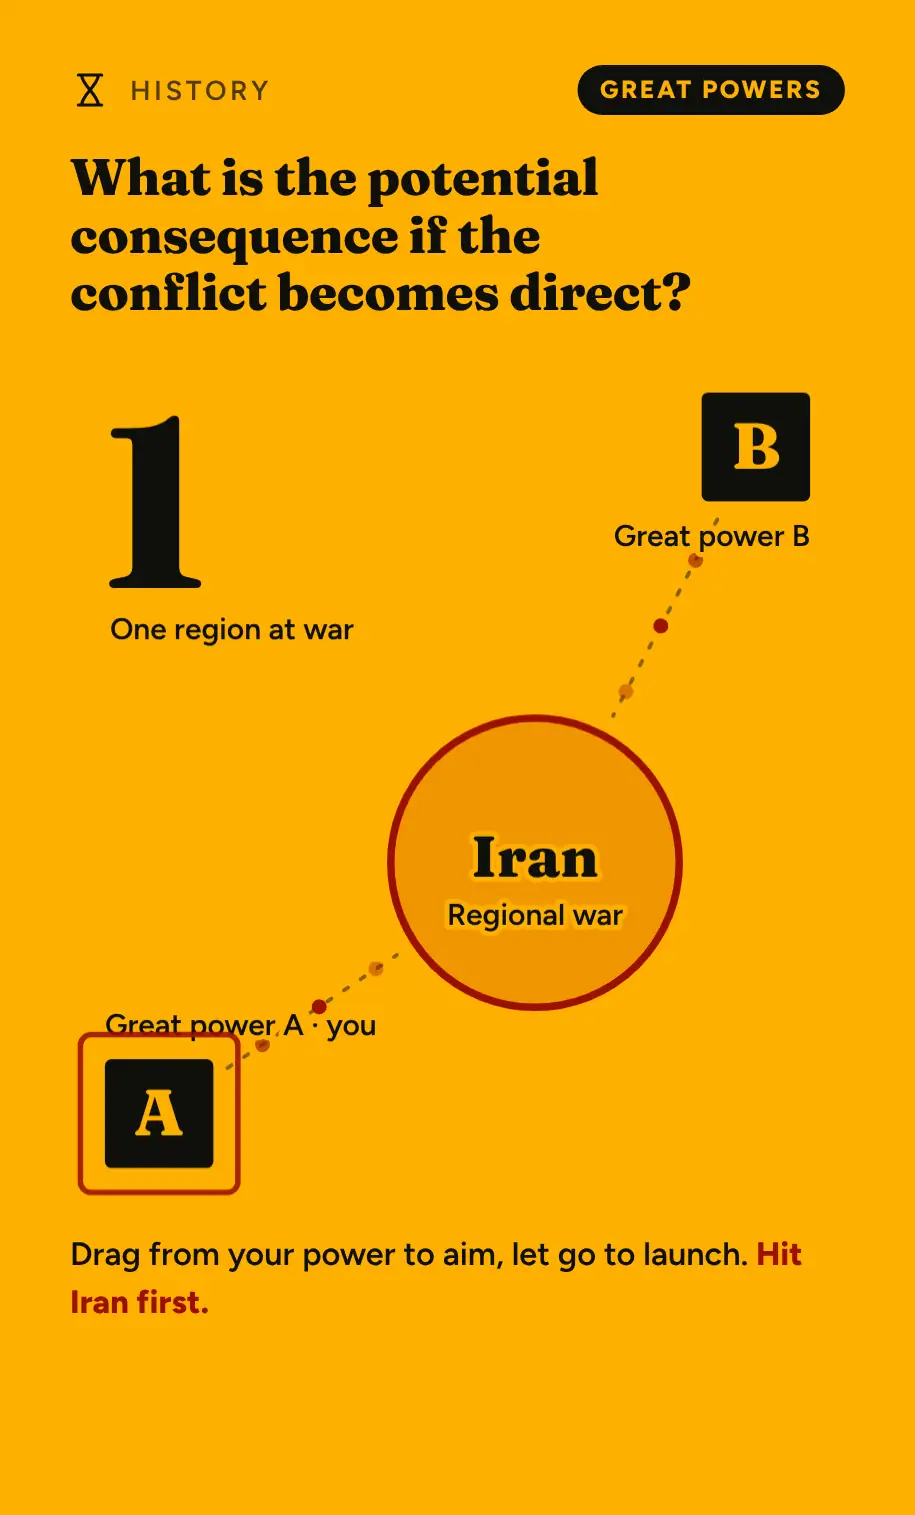 HISTORY
GREAT POWERS
What is the potential
consequence if the
conflict becomes direct?
1
One region at war
B
Great power B
Iran
Regional war
Great power A · you
A
Drag from your power to aim, let go to launch. Hit
Iran first.